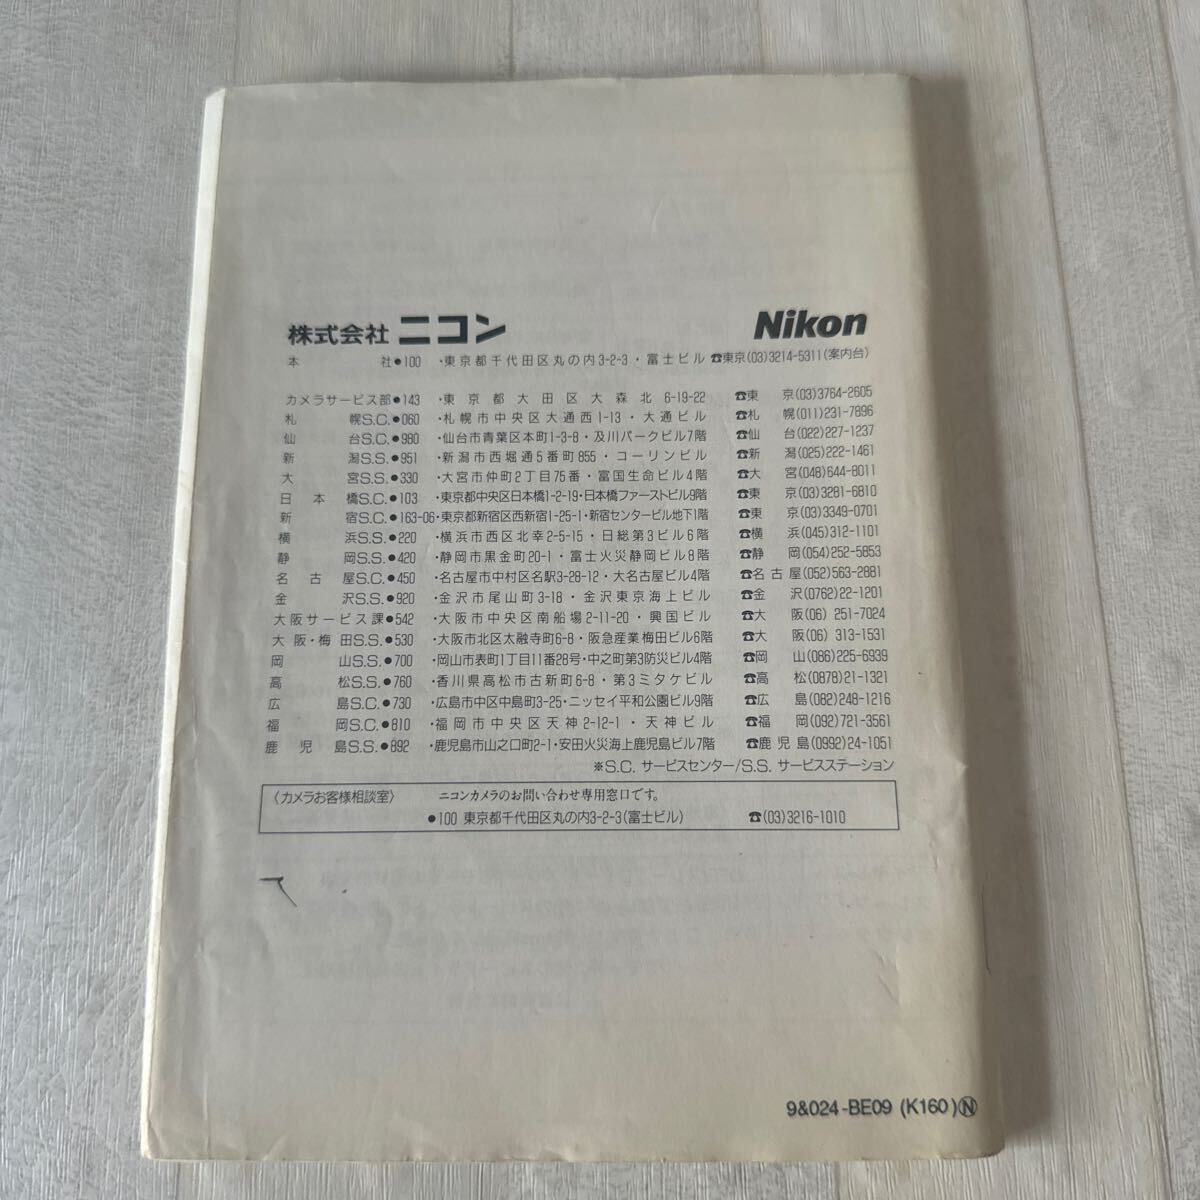 株式会社 ニコン Nikon
本社●100・東京都千代田区丸の内3-2-3・富士ビル☎東京(03)3214-5311(案内台)
カメラサービス部●143・東京都大田区大森北6-19-22 ☎東京(03)3764-2605
札幌S.C.●060・札幌市中央区大通西1-13・大通ビル ☎札幌(011)231-7896
仙台S.C.●980・仙台市青葉区本町1-3-8・及川パークビル7階 ☎仙台(022)227-1237
新潟S.S.●951・新潟市西堀通5番町855・コーリンビル ☎新潟(025)222-1461
大宮S.S.●330・大宮市仲町2丁目75番・富国生命ビル4階 ☎大宮(048)644-8011
日本橋S.C.●103・東京都中央区日本橋1-2-19・日本橋ファーストビル9階 ☎東京(03)3281-6810
新宿S.C.●163-06・東京都新宿区西新宿1-25-1・新宿センタービル地下1階 ☎東京(03)3349-0701
横浜S.S.●220・横浜市西区北幸2-5-15・日総第3ビル6階 ☎横浜(045)312-1101
静岡S.S.●420・静岡市黒金町20-1・富士火災静岡ビル8階 ☎静岡(054)252-5853
名古屋S.C.●450・名古屋市中村区名駅3-28-12・大名古屋ビル4階 ☎名古屋(052)563-2881
金沢S.S.●920・金沢市尾山町3-18・金沢東京海上ビル ☎金沢(0762)22-1201
大阪サービス課●542・大阪市中央区南船場2-11-20・興国ビル ☎大阪(06)251-7024
大阪・梅田S.S.●530・大阪市北区太融寺町6-8・阪急産業梅田ビル6階 ☎大阪(06)313-1531
岡山S.S.●700・岡山市表町1丁目11番28号・中之町第3防災ビル4階 ☎岡山(086)225-6939
高松S.S.●760・香川県高松市古新町6-8・第3ミタケビル ☎高松(0878)21-1321
広島S.C.●730・広島市中区中島町3-25・ニッセイ平和公園ビル9階 ☎広島(082)248-1216
福岡S.C.●810・福岡市中央区天神2-12-1・天神ビル ☎福岡(092)721-3561
鹿児島S.S.●892・鹿児島市山之口町2-1・安田火災海上鹿児島ビル7階 ☎鹿児島(0992)24-1051
※S.C. サービスセンター/S.S. サービスステーション
〈カメラお客様相談室〉 ニコンカメラのお問い合わせ専用窓口です。
●100 東京都千代田区丸の内3-2-3(富士ビル) ☎(03)3216-1010
9&024-BE09 (K160)Ⓝ